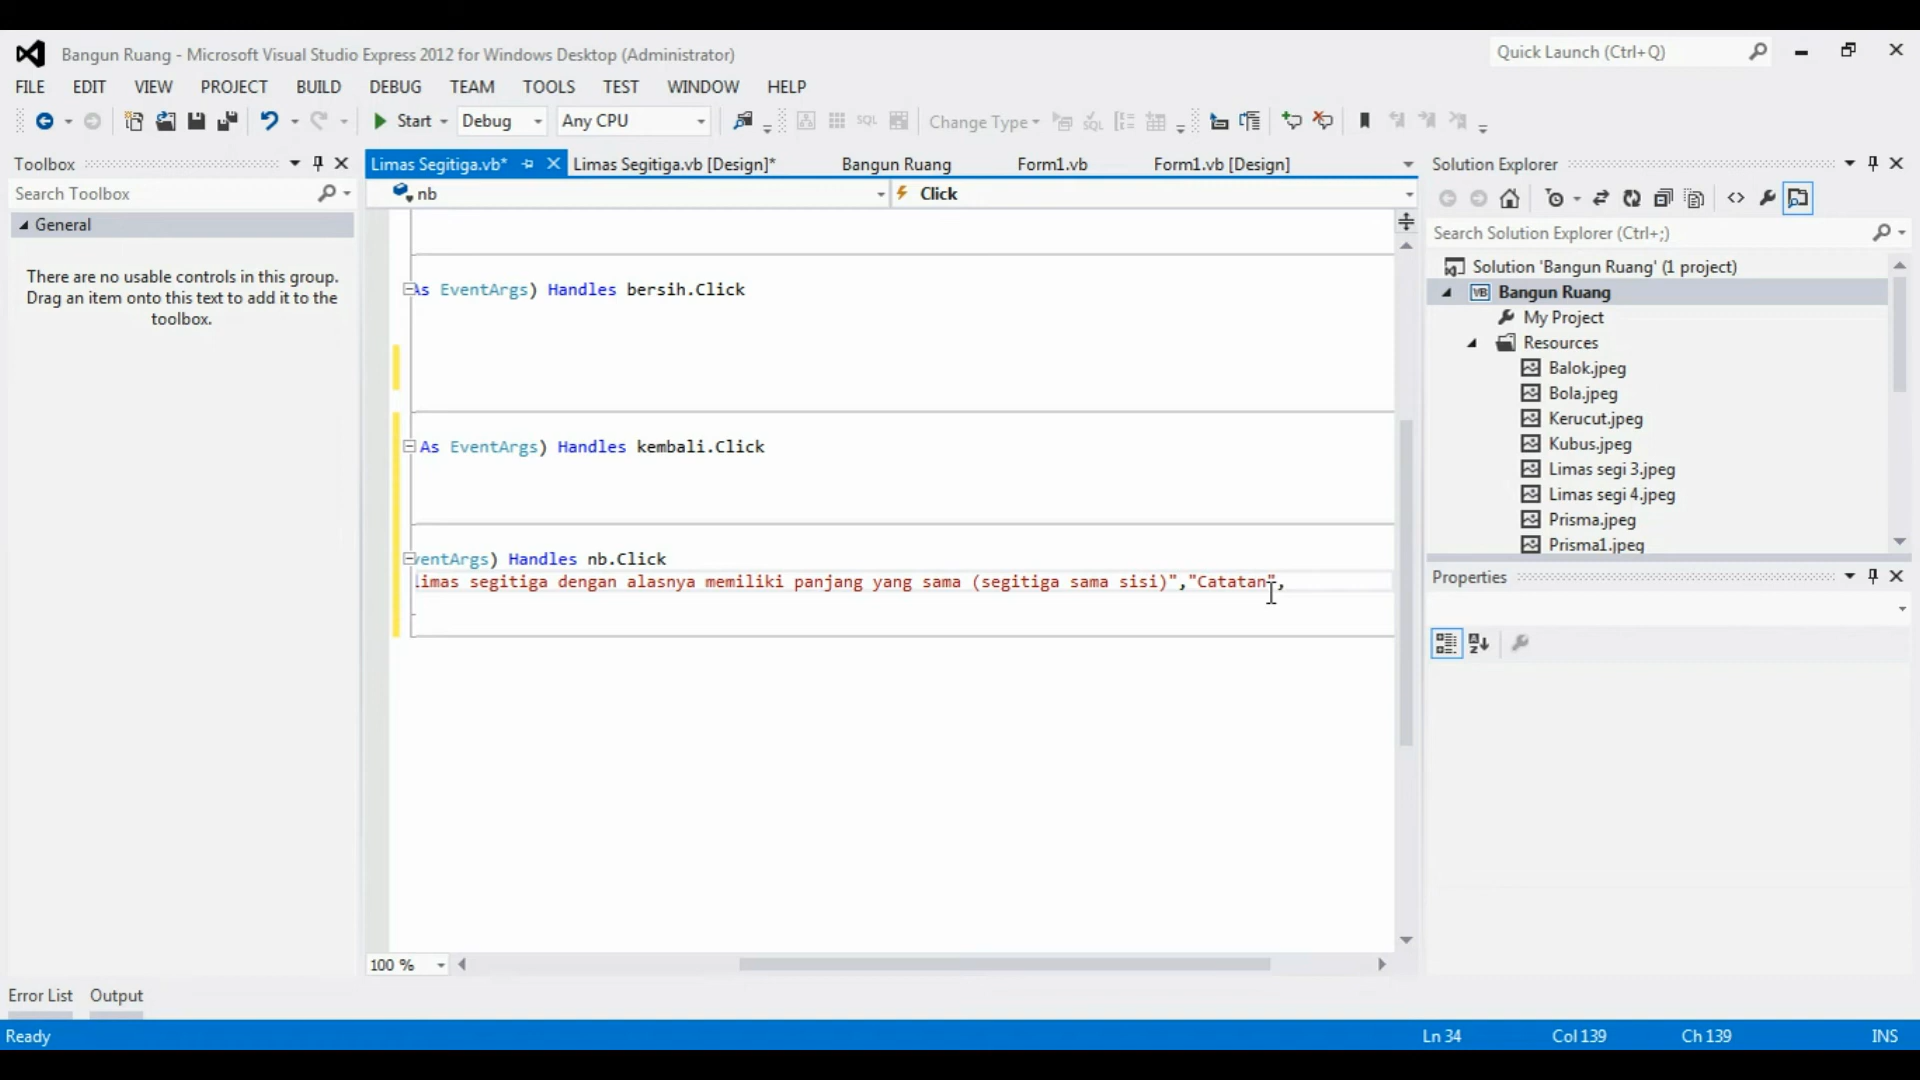 Bangun Ruang - Microsoft Visual Studio Express 2012 for Windows Desktop (Administrator)
Quick Launch (Ctrl+Q)
FILE EDIT VIEW PROJECT BUILD DEBUG TEAM TOOLS TEST WINDOW HELP
Start Debug Any CPU SQL Change Type SQL
Toolbox
Limas Segitiga.vb* Limas Segitiga.vb [Design]* Bangun Ruang Form1.vb Form1.vb [Design]
Solution Explorer
Search Toolbox
nb
Click
General
There are no usable controls in this group.
Drag an item onto this text to add it to the
toolbox.
As EventArgs) Handles bersih.Click
As EventArgs) Handles kembali.Click
ventArgs) Handles nb.Click
limas segitiga dengan alasnya memiliki panjang yang sama (segitiga sama sisi)","Catatan",
100 %
Search Solution Explorer (Ctrl+;)
Solution 'Bangun Ruang' (1 project)
VB Bangun Ruang
My Project
Resources
Balok.jpeg
Bola.jpeg
Kerucut.jpeg
Kubus.jpeg
Limas segi 3.jpeg
Limas segi 4.jpeg
Prisma.jpeg
Prisma1.jpeg
Properties
Error List Output
Ready
Ln 34 Col 139 Ch 139 INS